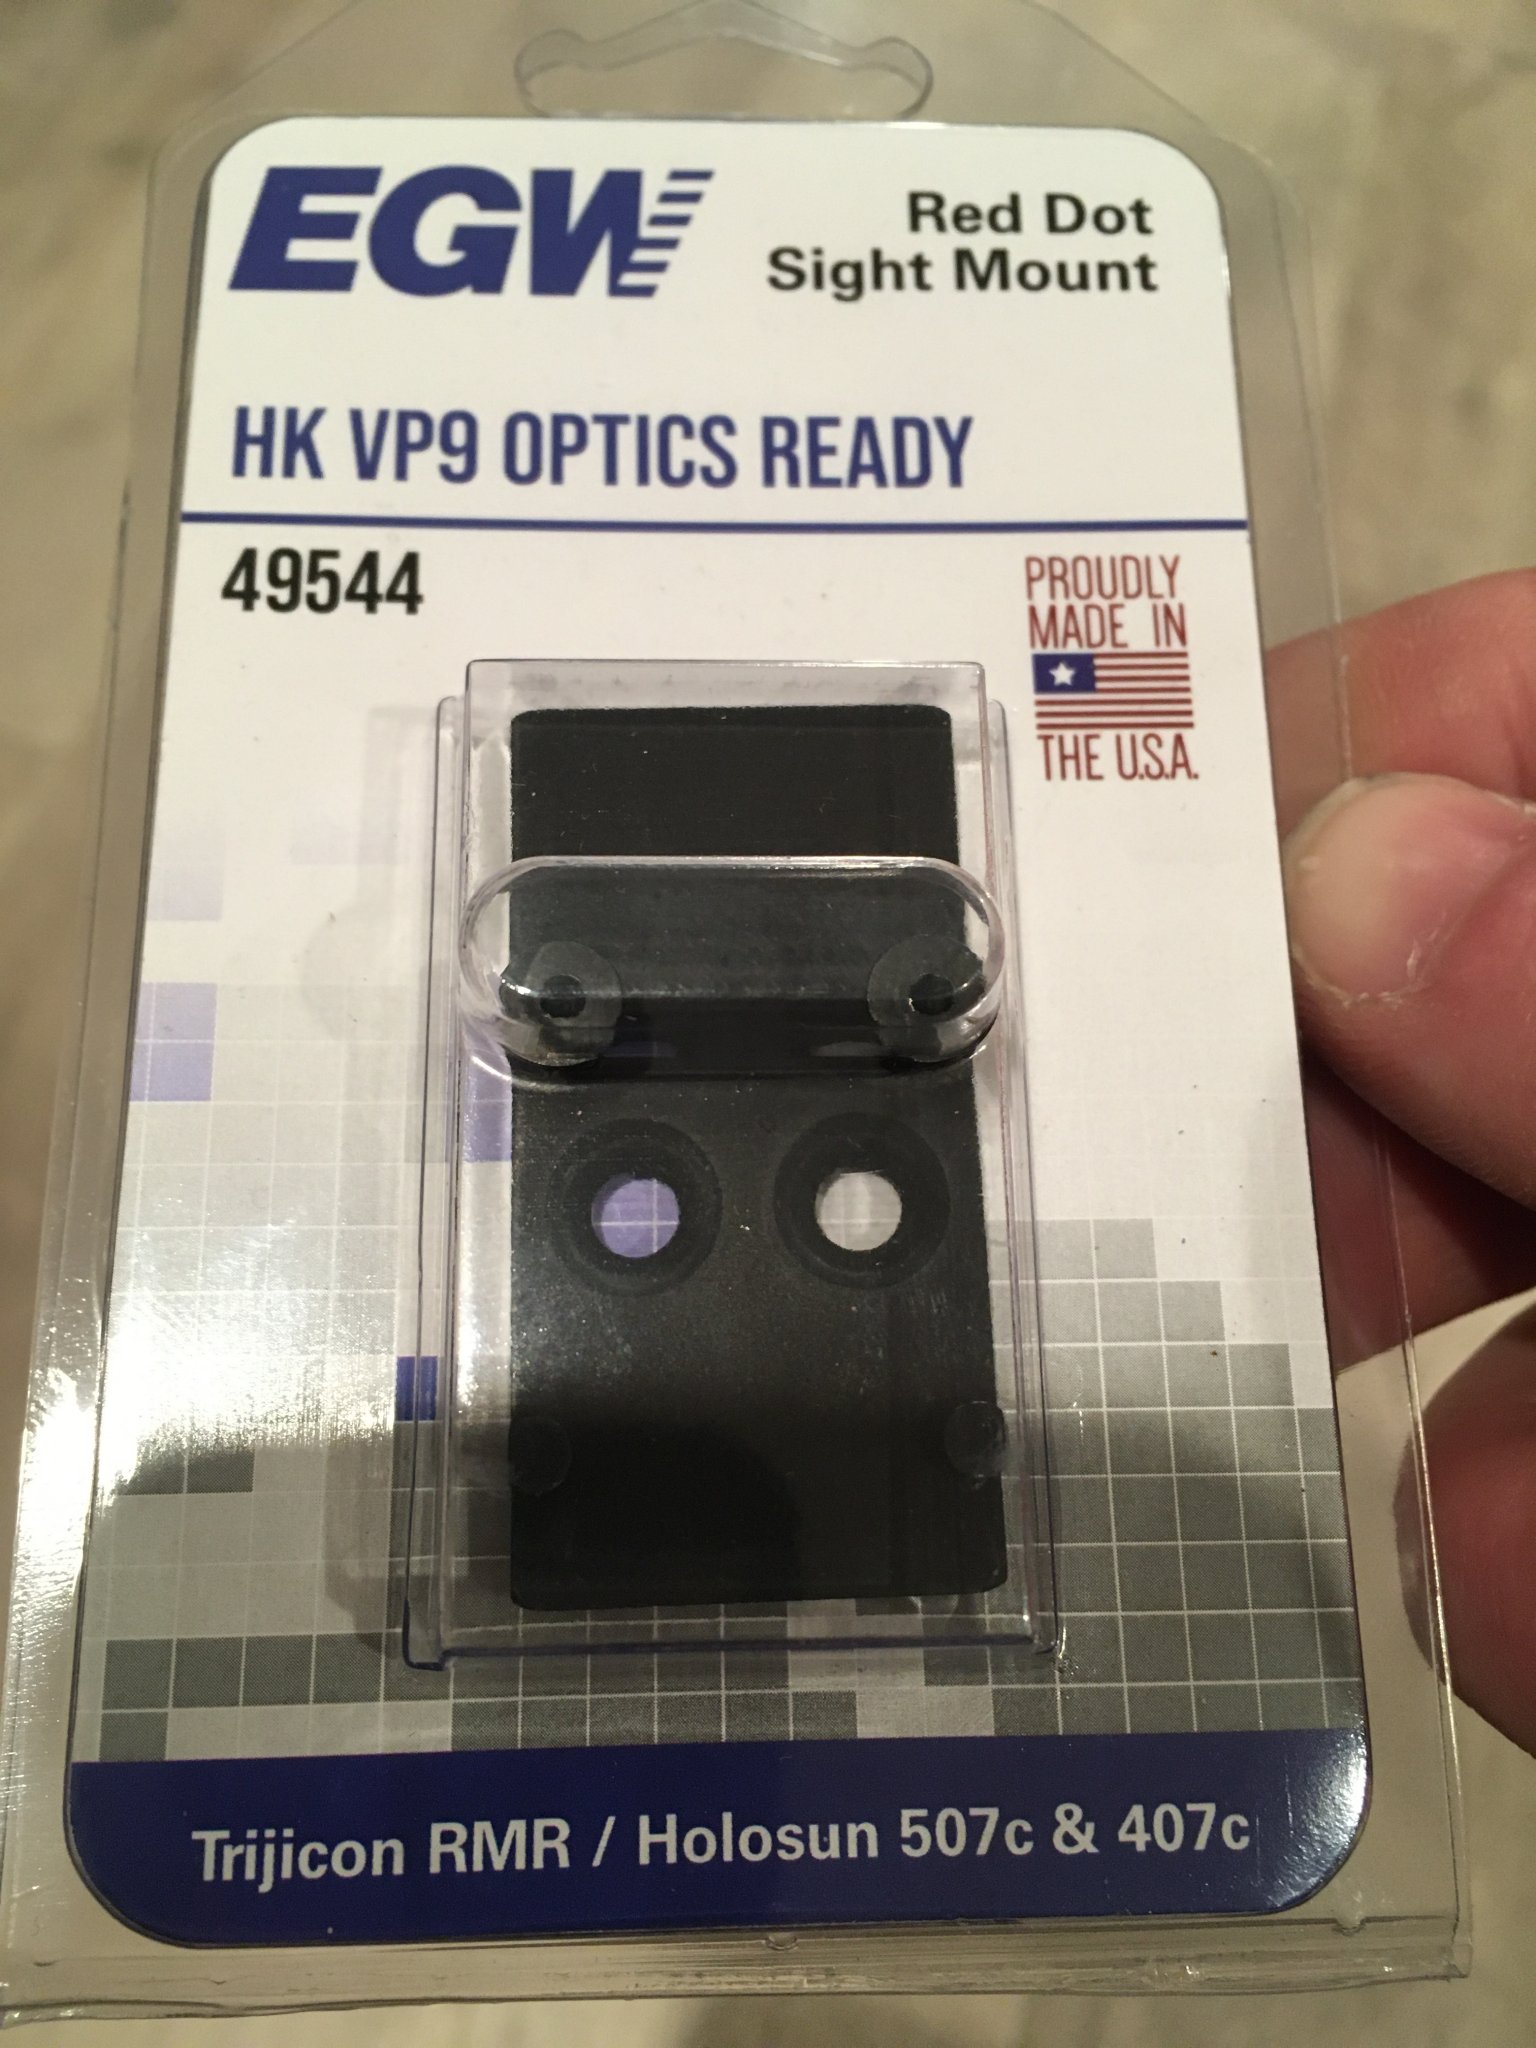 EGW
Red Dot
Sight Mount
HK VP9 OPTICS READY
49544
PROUDLY
MADE IN
THE U.S.A.
Trijicon RMR / Holosun 507c & 407c